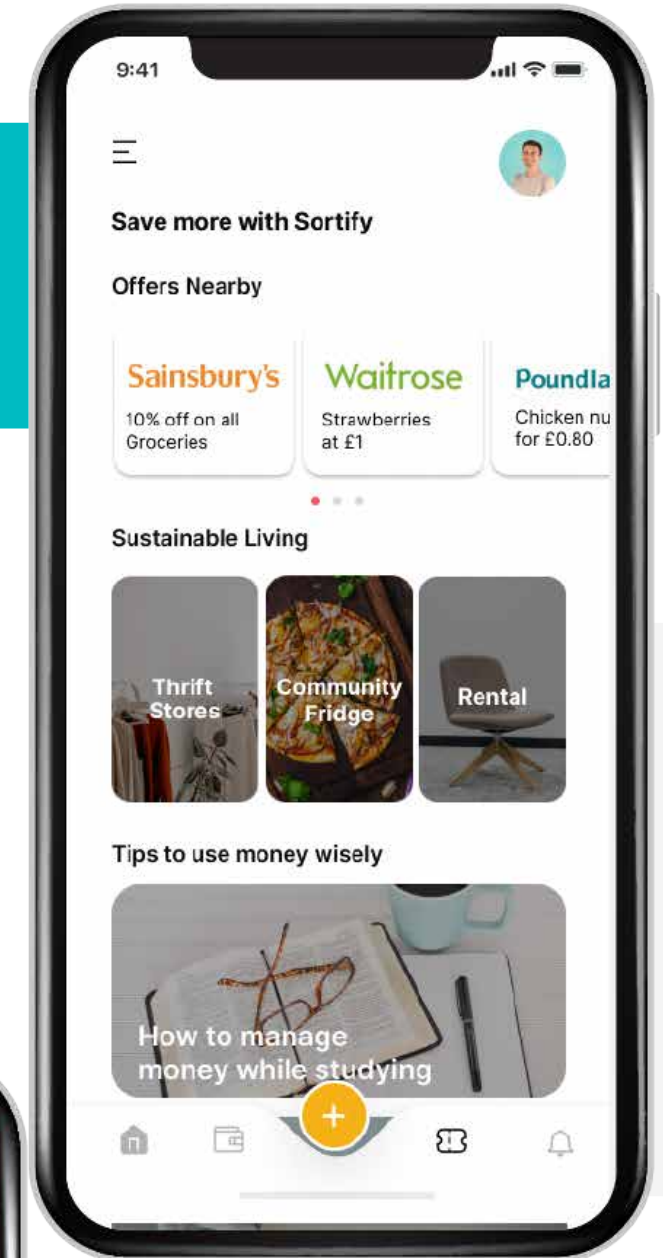 9:41
Save more with Sortify
Offers Nearby
Sainsbury's
10% off on all
Groceries
Waitrose
Strawberries
at £1
Poundla
Chicken nu
for £0.80
Sustainable Living
Thrift
Stores
Community
Fridge
Rental
Tips to use money wisely
How to manage
money while studying